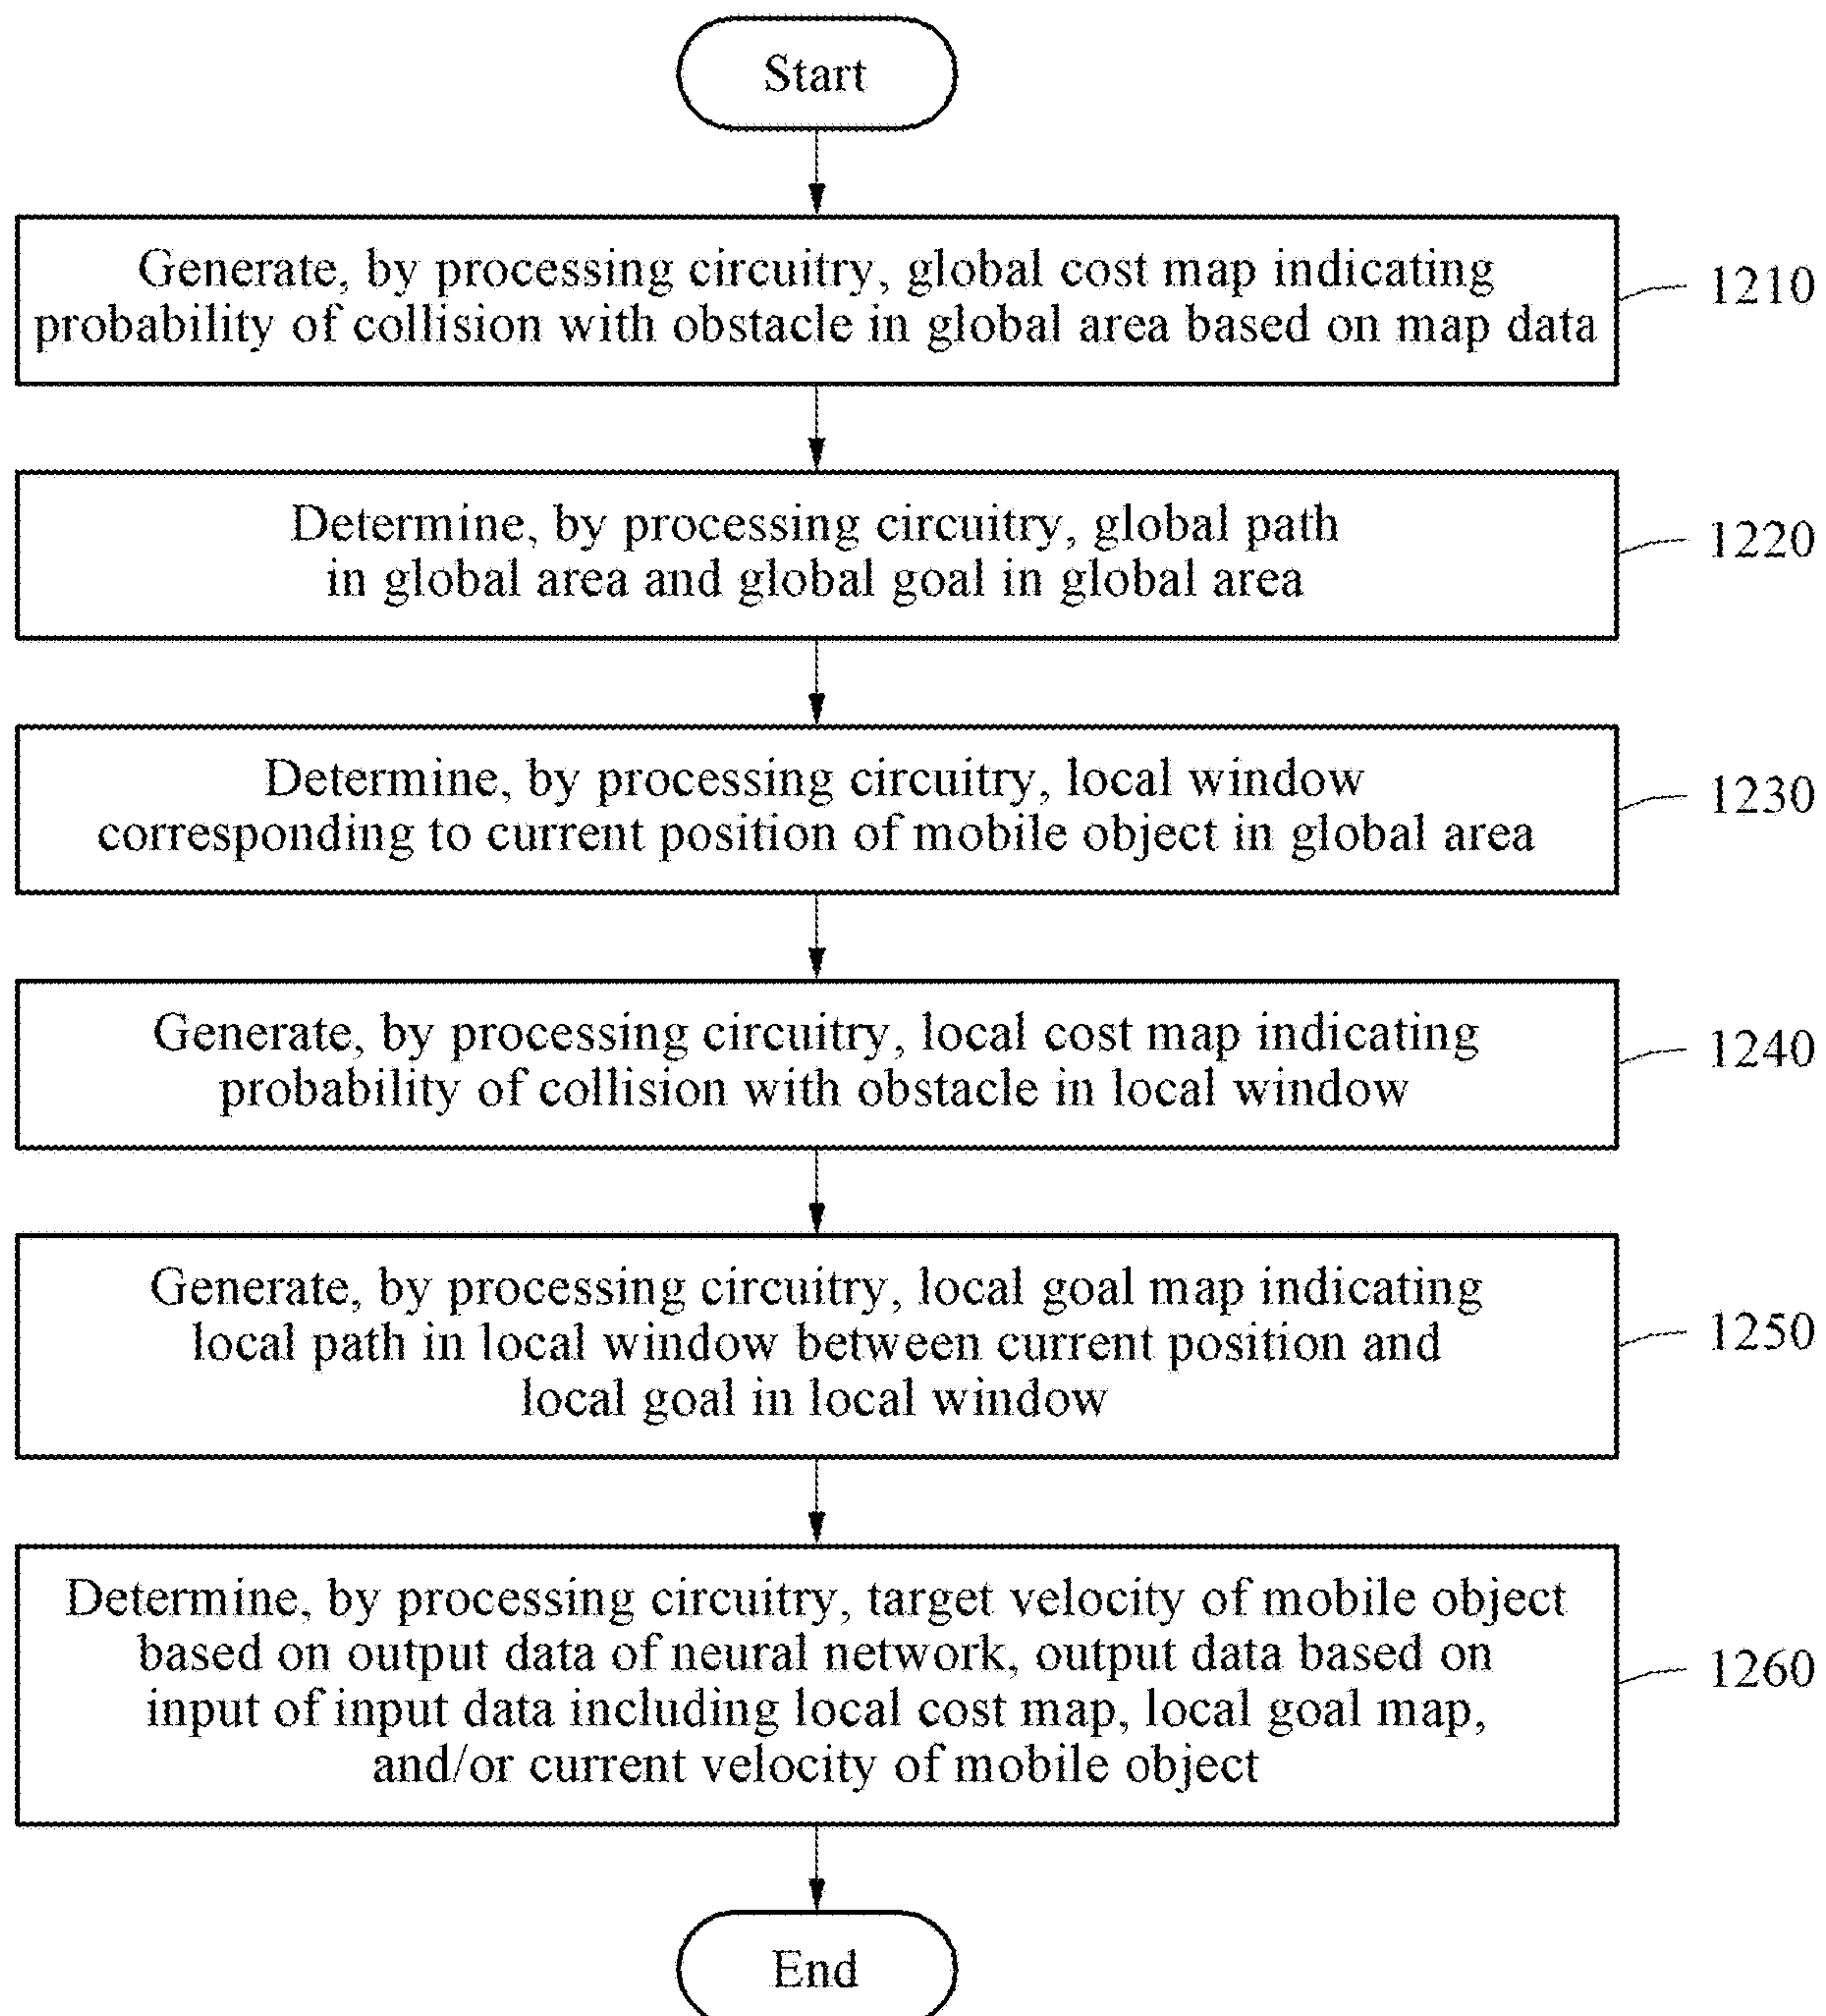 Start
Generate, by processing circuitry, global cost map indicating
probability of collision with obstacle in global area based on map data
1210
Determine, by processing circuitry, global path
in global area and global goal in global area
1220
Determine, by processing circuitry, local window
corresponding to current position of mobile object in global area
1230
Generate, by processing circuitry, local cost map indicating
probability of collision with obstacle in local window
1240
Generate, by processing circuitry, local goal map indicating
local path in local window between current position and
local goal in local window
1250
Determine, by processing circuitry, target velocity of mobile object
based on output data of neural network, output data based on
input of input data including local cost map, local goal map,
and/or current velocity of mobile object
1260
End